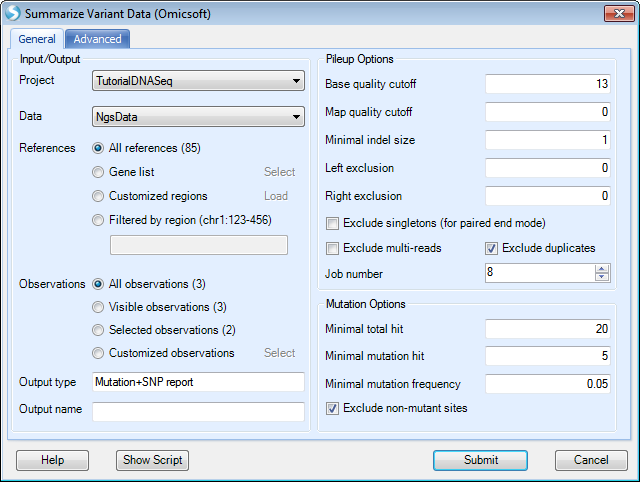 Summarize Variant Data (Omicsoft)
General
Advanced
Input/Output
Project
TutorialDNASeq
Data
NgsData
References
All references (85)
Gene list
Select
Customized regions
Load
Filtered by region (chr1:123-456)
Observations
All observations (3)
Visible observations (3)
Selected observations (2)
Customized observations
Select
Output type
Mutation+SNP report
Output name
Pileup Options
Base quality cutoff
13
Map quality cutoff
0
Minimal indel size
1
Left exclusion
0
Right exclusion
0
Exclude singletons (for paired end mode)
Exclude multi-reads
Exclude duplicates
Job number
8
Mutation Options
Minimal total hit
20
Minimal mutation hit
5
Minimal mutation frequency
0.05
Exclude non-mutant sites
Help
Show Script
Submit
Cancel